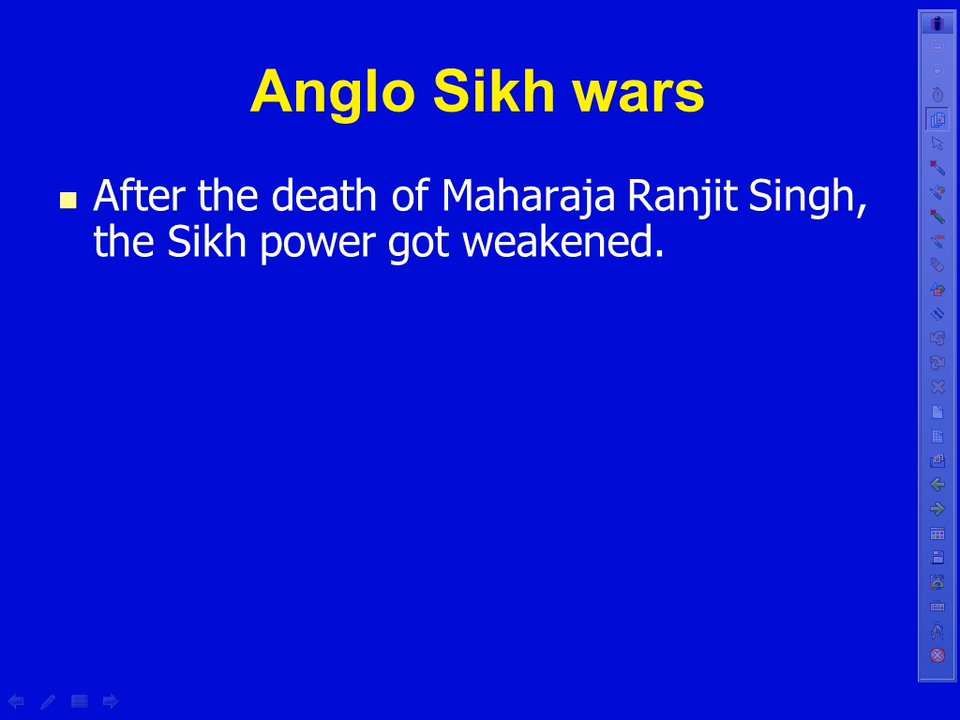 Anglo Sikh wars
After the death of Maharaja Ranjit Singh,
the Sikh power got weakened.